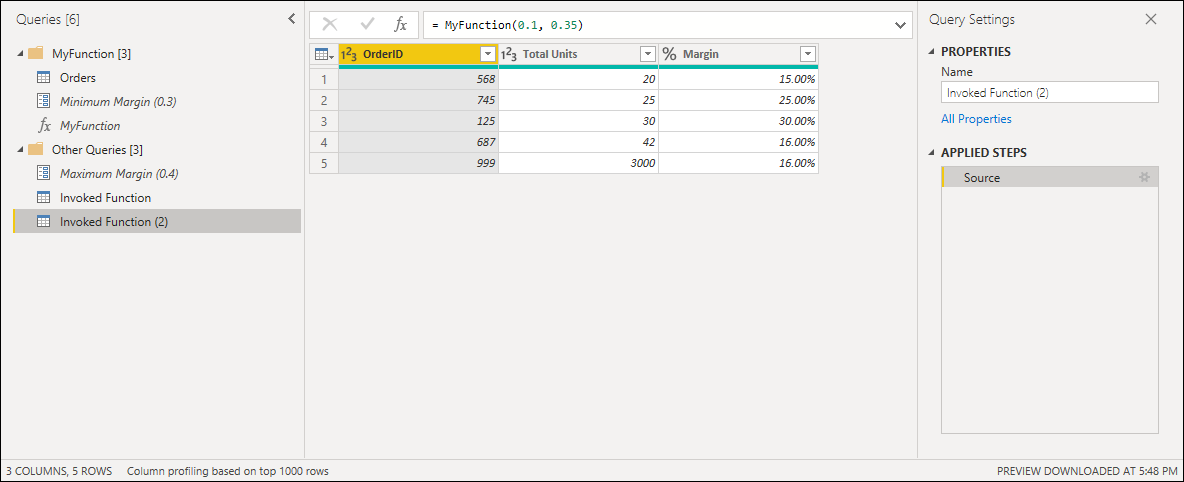 Queries [6]
MyFunction [3]
Orders
Minimum Margin (0.3)
fx MyFunction
Other Queries [3]
Maximum Margin (0.4)
Invoked Function
Invoked Function (2)
fx = MyFunction(0.1, 0.35)
1²3 OrderID 1²3 Total Units % Margin
1 568 20 15.00%
2 745 25 25.00%
3 125 30 30.00%
4 687 42 16.00%
5 999 3000 16.00%
Query Settings
PROPERTIES
Name
Invoked Function (2)
All Properties
APPLIED STEPS
Source
3 COLUMNS, 5 ROWS Column profiling based on top 1000 rows PREVIEW DOWNLOADED AT 5:48 PM